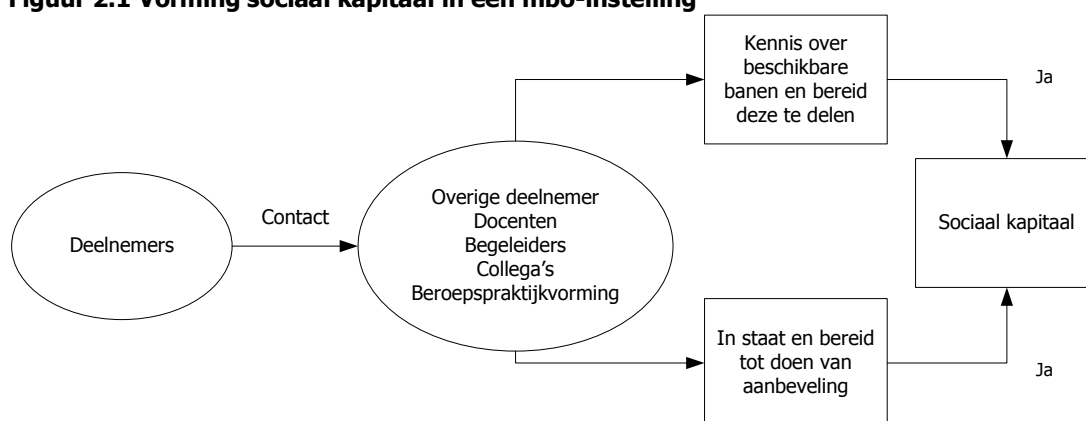 Figuur 2.1 Vorming sociaal kapitaal in een mbo-instelling
Deelnemers
Contact
Overige deelnemer
Docenten
Begeleiders
Collega's
Beroepspraktijkvorming
Kennis over
beschikbare
banen en bereid
deze te delen
Ja
In staat en bereid
tot doen van
aanbeveling
Ja
Sociaal kapitaal